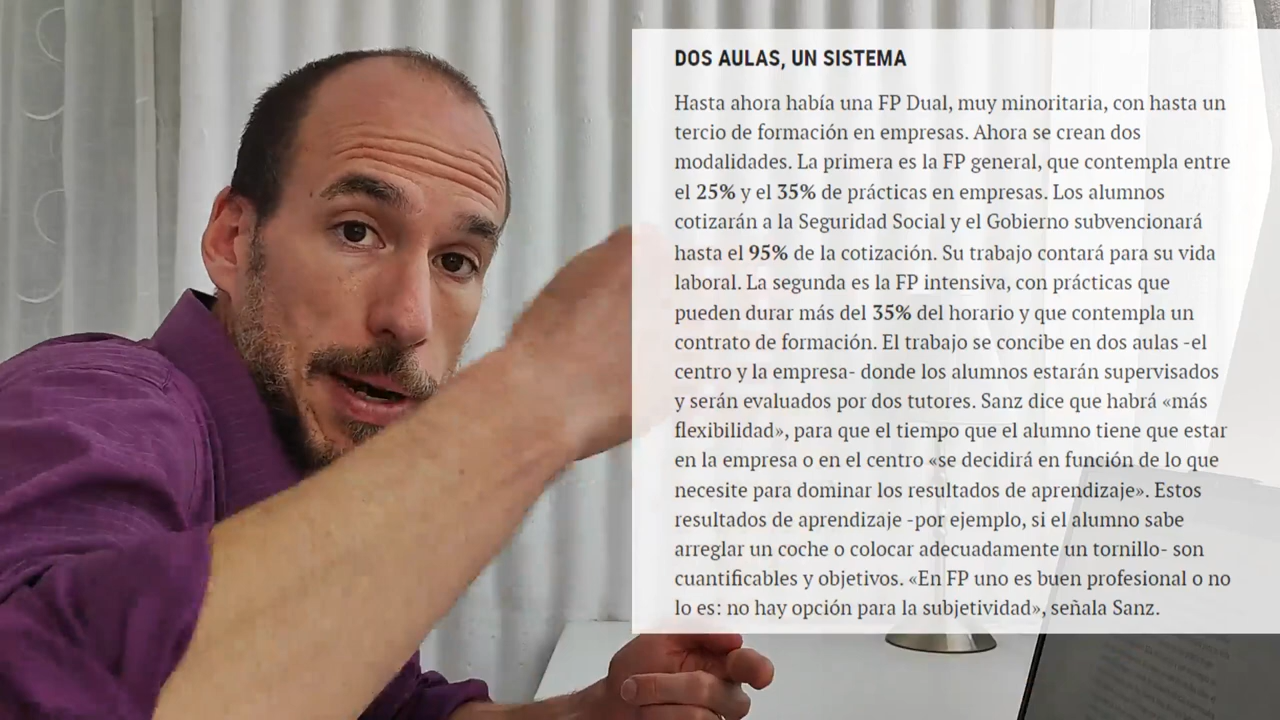 DOS AULAS, UN SISTEMA
Hasta ahora había una FP Dual, muy minoritaria, con hasta un
tercio de formación en empresas. Ahora se crean dos
modalidades. La primera es la FP general, que contempla entre
el 25% y el 35% de prácticas en empresas. Los alumnos
cotizarán a la Seguridad Social y el Gobierno subvencionará
hasta el 95% de la cotización. Su trabajo contará para su vida
laboral. La segunda es la FP intensiva, con prácticas que
pueden durar más del 35% del horario y que contempla un
contrato de formación. El trabajo se concibe en dos aulas -el
centro y la empresa- donde los alumnos estarán supervisados
y serán evaluados por dos tutores. Sanz dice que habrá «más
flexibilidad», para que el tiempo que el alumno tiene que estar
en la empresa o en el centro «se decidirá en función de lo que
necesite para dominar los resultados de aprendizaje». Estos
resultados de aprendizaje -por ejemplo, si el alumno sabe
arreglar un coche o colocar adecuadamente un tornillo- son
cuantificables y objetivos. «En FP uno es buen profesional o no
lo es: no hay opción para la subjetividad», señala Sanz.